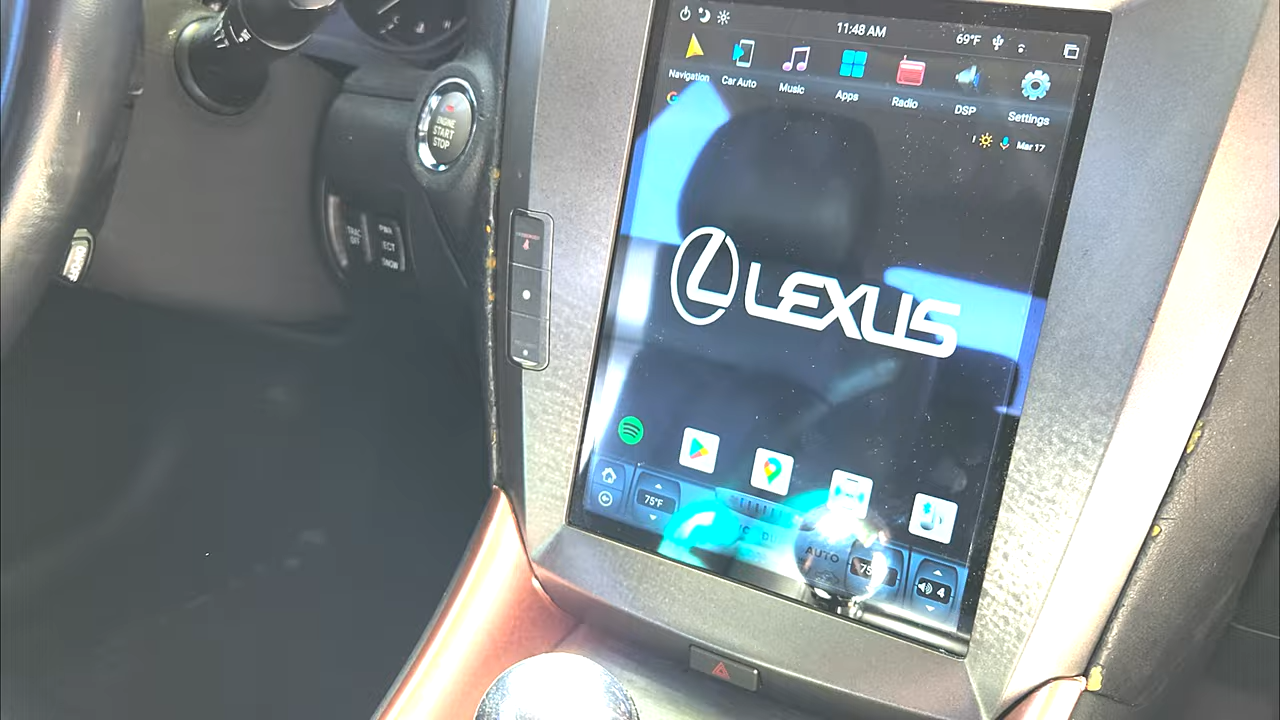 11:48 AM
69°F
Navigation
Car Auto
Music
Apps
Radio
DSP
Settings
Mar 17
ENGINE
START
STOP
TRAC
OFF
PWR
ECT
SNOW
LEXUS
75°F
AUTO
4